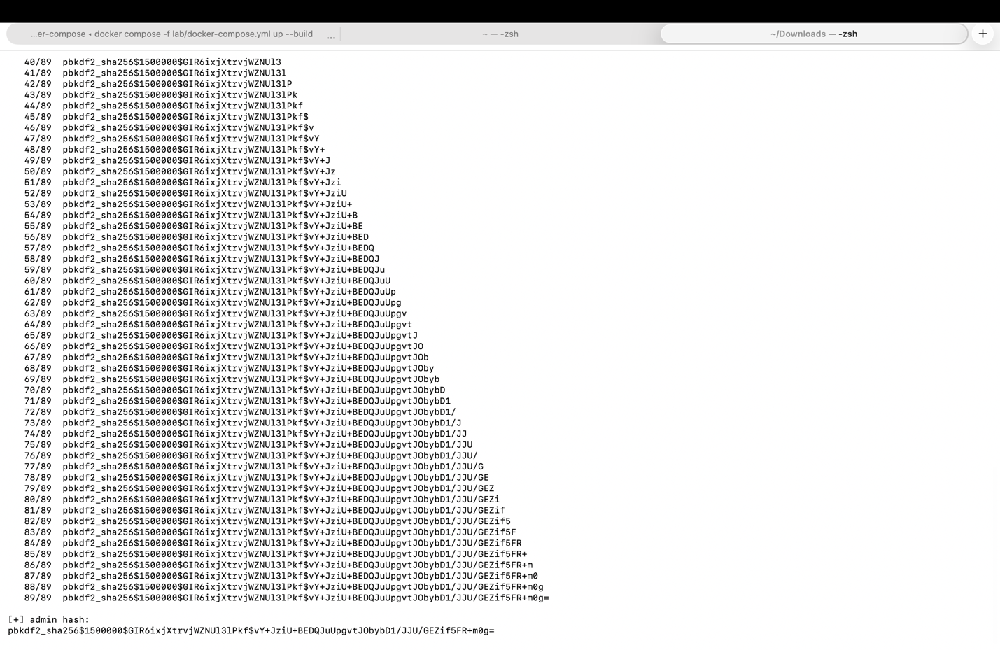 ...er-compose • docker compose -f lab/docker-compose.yml up --build ...
~ — -zsh
~/Downloads — -zsh
+
40/89 pbkdf2_sha256$1500000$GIR6ixjXtrvjWZNUl3
41/89 pbkdf2_sha256$1500000$GIR6ixjXtrvjWZNUl3l
42/89 pbkdf2_sha256$1500000$GIR6ixjXtrvjWZNUl3lP
43/89 pbkdf2_sha256$1500000$GIR6ixjXtrvjWZNUl3lPk
44/89 pbkdf2_sha256$1500000$GIR6ixjXtrvjWZNUl3lPkf
45/89 pbkdf2_sha256$1500000$GIR6ixjXtrvjWZNUl3lPkf$
46/89 pbkdf2_sha256$1500000$GIR6ixjXtrvjWZNUl3lPkf$v
47/89 pbkdf2_sha256$1500000$GIR6ixjXtrvjWZNUl3lPkf$vY
48/89 pbkdf2_sha256$1500000$GIR6ixjXtrvjWZNUl3lPkf$vY+
49/89 pbkdf2_sha256$1500000$GIR6ixjXtrvjWZNUl3lPkf$vY+J
50/89 pbkdf2_sha256$1500000$GIR6ixjXtrvjWZNUl3lPkf$vY+Jz
51/89 pbkdf2_sha256$1500000$GIR6ixjXtrvjWZNUl3lPkf$vY+Jzi
52/89 pbkdf2_sha256$1500000$GIR6ixjXtrvjWZNUl3lPkf$vY+JziU
53/89 pbkdf2_sha256$1500000$GIR6ixjXtrvjWZNUl3lPkf$vY+JziU+
54/89 pbkdf2_sha256$1500000$GIR6ixjXtrvjWZNUl3lPkf$vY+JziU+B
55/89 pbkdf2_sha256$1500000$GIR6ixjXtrvjWZNUl3lPkf$vY+JziU+BE
56/89 pbkdf2_sha256$1500000$GIR6ixjXtrvjWZNUl3lPkf$vY+JziU+BED
57/89 pbkdf2_sha256$1500000$GIR6ixjXtrvjWZNUl3lPkf$vY+JziU+BEDQ
58/89 pbkdf2_sha256$1500000$GIR6ixjXtrvjWZNUl3lPkf$vY+JziU+BEDQJ
59/89 pbkdf2_sha256$1500000$GIR6ixjXtrvjWZNUl3lPkf$vY+JziU+BEDQJu
60/89 pbkdf2_sha256$1500000$GIR6ixjXtrvjWZNUl3lPkf$vY+JziU+BEDQJuU
61/89 pbkdf2_sha256$1500000$GIR6ixjXtrvjWZNUl3lPkf$vY+JziU+BEDQJuUp
62/89 pbkdf2_sha256$1500000$GIR6ixjXtrvjWZNUl3lPkf$vY+JziU+BEDQJuUpg
63/89 pbkdf2_sha256$1500000$GIR6ixjXtrvjWZNUl3lPkf$vY+JziU+BEDQJuUpgv
64/89 pbkdf2_sha256$1500000$GIR6ixjXtrvjWZNUl3lPkf$vY+JziU+BEDQJuUpgvt
65/89 pbkdf2_sha256$1500000$GIR6ixjXtrvjWZNUl3lPkf$vY+JziU+BEDQJuUpgvtJ
66/89 pbkdf2_sha256$1500000$GIR6ixjXtrvjWZNUl3lPkf$vY+JziU+BEDQJuUpgvtJO
67/89 pbkdf2_sha256$1500000$GIR6ixjXtrvjWZNUl3lPkf$vY+JziU+BEDQJuUpgvtJOb
68/89 pbkdf2_sha256$1500000$GIR6ixjXtrvjWZNUl3lPkf$vY+JziU+BEDQJuUpgvtJOby
69/89 pbkdf2_sha256$1500000$GIR6ixjXtrvjWZNUl3lPkf$vY+JziU+BEDQJuUpgvtJObyb
70/89 pbkdf2_sha256$1500000$GIR6ixjXtrvjWZNUl3lPkf$vY+JziU+BEDQJuUpgvtJObybD
71/89 pbkdf2_sha256$1500000$GIR6ixjXtrvjWZNUl3lPkf$vY+JziU+BEDQJuUpgvtJObybD1
72/89 pbkdf2_sha256$1500000$GIR6ixjXtrvjWZNUl3lPkf$vY+JziU+BEDQJuUpgvtJObybD1/
73/89 pbkdf2_sha256$1500000$GIR6ixjXtrvjWZNUl3lPkf$vY+JziU+BEDQJuUpgvtJObybD1/J
74/89 pbkdf2_sha256$1500000$GIR6ixjXtrvjWZNUl3lPkf$vY+JziU+BEDQJuUpgvtJObybD1/JJ
75/89 pbkdf2_sha256$1500000$GIR6ixjXtrvjWZNUl3lPkf$vY+JziU+BEDQJuUpgvtJObybD1/JJU
76/89 pbkdf2_sha256$1500000$GIR6ixjXtrvjWZNUl3lPkf$vY+JziU+BEDQJuUpgvtJObybD1/JJU/
77/89 pbkdf2_sha256$1500000$GIR6ixjXtrvjWZNUl3lPkf$vY+JziU+BEDQJuUpgvtJObybD1/JJU/G
78/89 pbkdf2_sha256$1500000$GIR6ixjXtrvjWZNUl3lPkf$vY+JziU+BEDQJuUpgvtJObybD1/JJU/GE
79/89 pbkdf2_sha256$1500000$GIR6ixjXtrvjWZNUl3lPkf$vY+JziU+BEDQJuUpgvtJObybD1/JJU/GEZ
80/89 pbkdf2_sha256$1500000$GIR6ixjXtrvjWZNUl3lPkf$vY+JziU+BEDQJuUpgvtJObybD1/JJU/GEZi
81/89 pbkdf2_sha256$1500000$GIR6ixjXtrvjWZNUl3lPkf$vY+JziU+BEDQJuUpgvtJObybD1/JJU/GEZif
82/89 pbkdf2_sha256$1500000$GIR6ixjXtrvjWZNUl3lPkf$vY+JziU+BEDQJuUpgvtJObybD1/JJU/GEZif5
83/89 pbkdf2_sha256$1500000$GIR6ixjXtrvjWZNUl3lPkf$vY+JziU+BEDQJuUpgvtJObybD1/JJU/GEZif5F
84/89 pbkdf2_sha256$1500000$GIR6ixjXtrvjWZNUl3lPkf$vY+JziU+BEDQJuUpgvtJObybD1/JJU/GEZif5FR
85/89 pbkdf2_sha256$1500000$GIR6ixjXtrvjWZNUl3lPkf$vY+JziU+BEDQJuUpgvtJObybD1/JJU/GEZif5FR+
86/89 pbkdf2_sha256$1500000$GIR6ixjXtrvjWZNUl3lPkf$vY+JziU+BEDQJuUpgvtJObybD1/JJU/GEZif5FR+m
87/89 pbkdf2_sha256$1500000$GIR6ixjXtrvjWZNUl3lPkf$vY+JziU+BEDQJuUpgvtJObybD1/JJU/GEZif5FR+m0
88/89 pbkdf2_sha256$1500000$GIR6ixjXtrvjWZNUl3lPkf$vY+JziU+BEDQJuUpgvtJObybD1/JJU/GEZif5FR+m0g
89/89 pbkdf2_sha256$1500000$GIR6ixjXtrvjWZNUl3lPkf$vY+JziU+BEDQJuUpgvtJObybD1/JJU/GEZif5FR+m0g=
[+] admin hash:
pbkdf2_sha256$1500000$GIR6ixjXtrvjWZNUl3lPkf$vY+JziU+BEDQJuUpgvtJObybD1/JJU/GEZif5FR+m0g=